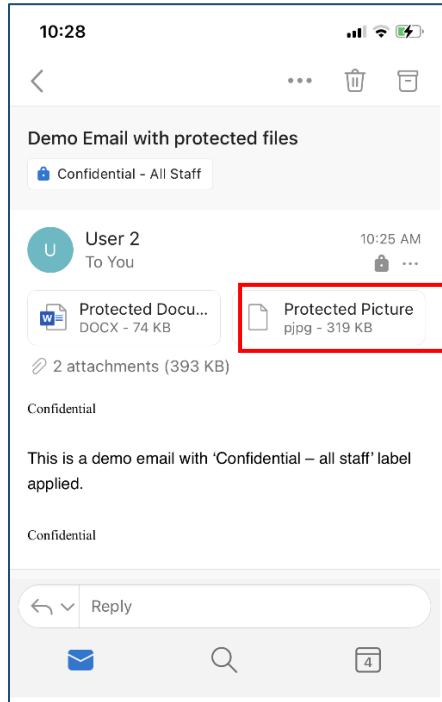 10:28
Demo Email with protected files
Confidential - All Staff
U
User 2
10:25 AM
To You
Protected Docu...
DOCX - 74 KB
Protected Picture
pjpg - 319 KB
2 attachments (393 KB)
Confidential
This is a demo email with ‘Confidential – all staff’ label
applied.
Confidential
Reply
4